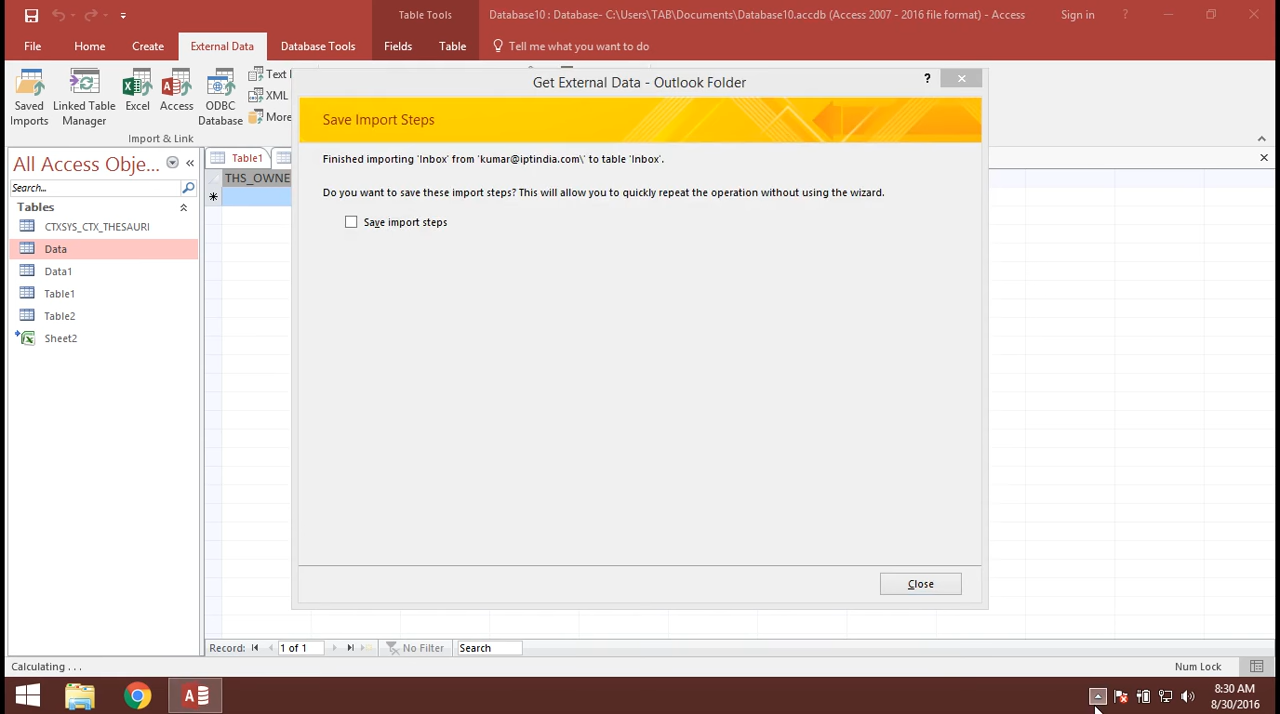 Table Tools
Database10 : Database- C:\Users\TAB\Documents\Database10.accdb (Access 2007 - 2016 file format) - Access
Sign in
?
File
Home
Create
External Data
Database Tools
Fields
Table
Tell me what you want to do
Saved Imports
Linked Table Manager
Excel
Access
ODBC Database
Text
XML
More
Import & Link
Get External Data - Outlook Folder
?
Save Import Steps
Finished importing 'Inbox' from 'kumar@iptindia.com\' to table 'Inbox'.
Do you want to save these import steps? This will allow you to quickly repeat the operation without using the wizard.
Save import steps
Close
All Access Obje...
Search...
Tables
CTXSYS_CTX_THESAURI
Data
Data1
Table1
Table2
Sheet2
Table1
THS_OWNE
Record:
1 of 1
No Filter
Search
Calculating . . .
Num Lock
8:30 AM
8/30/2016